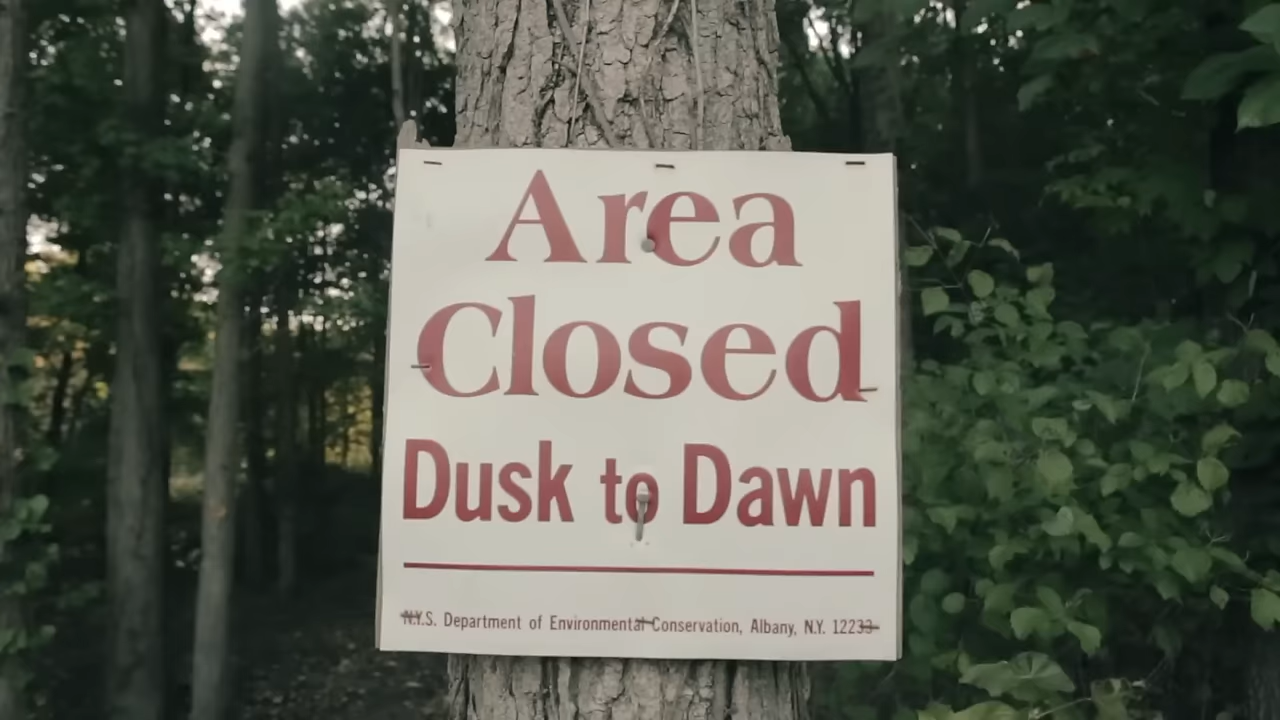 Area
Closed
Dusk to Dawn
N.Y.S. Department of Environmental Conservation, Albany, N.Y. 12233